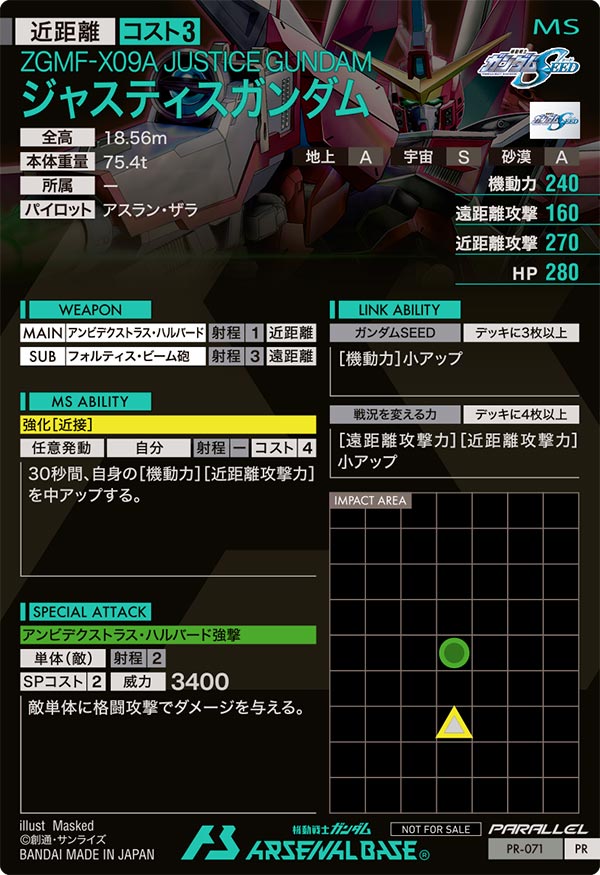 近距離 コスト3
MS
ZGMF-X09A JUSTICE GUNDAM
ジャスティスガンダム
機動戦士ガンダムSEED
全高 18.56m
本体重量 75.4t
所属 ―
パイロット アスラン・ザラ
地上 A 宇宙 S 砂漠 A
機動力 240
遠距離攻撃 160
近距離攻撃 270
HP 280
WEAPON
MAIN アンビデクストラス・ハルバード 射程 1 近距離
SUB フォルティス・ビーム砲 射程 3 遠距離
MS ABILITY
強化[近接]
任意発動 自分 射程 ― コスト 4
30秒間、自身の[機動力][近距離攻撃力]
を中アップする。
SPECIAL ATTACK
アンビデクストラス・ハルバード強撃
単体(敵) 射程 2
SPコスト 2 威力 3400
敵単体に格闘攻撃でダメージを与える。
LINK ABILITY
ガンダムSEED デッキに3枚以上
[機動力]小アップ
戦況を変える力 デッキに4枚以上
[遠距離攻撃力][近距離攻撃力]
小アップ
IMPACT AREA
illust Masked
©創通・サンライズ
BANDAI MADE IN JAPAN
機動戦士ガンダム
ARSENAL BASE®
NOT FOR SALE
PARALLEL
PR-071 PR